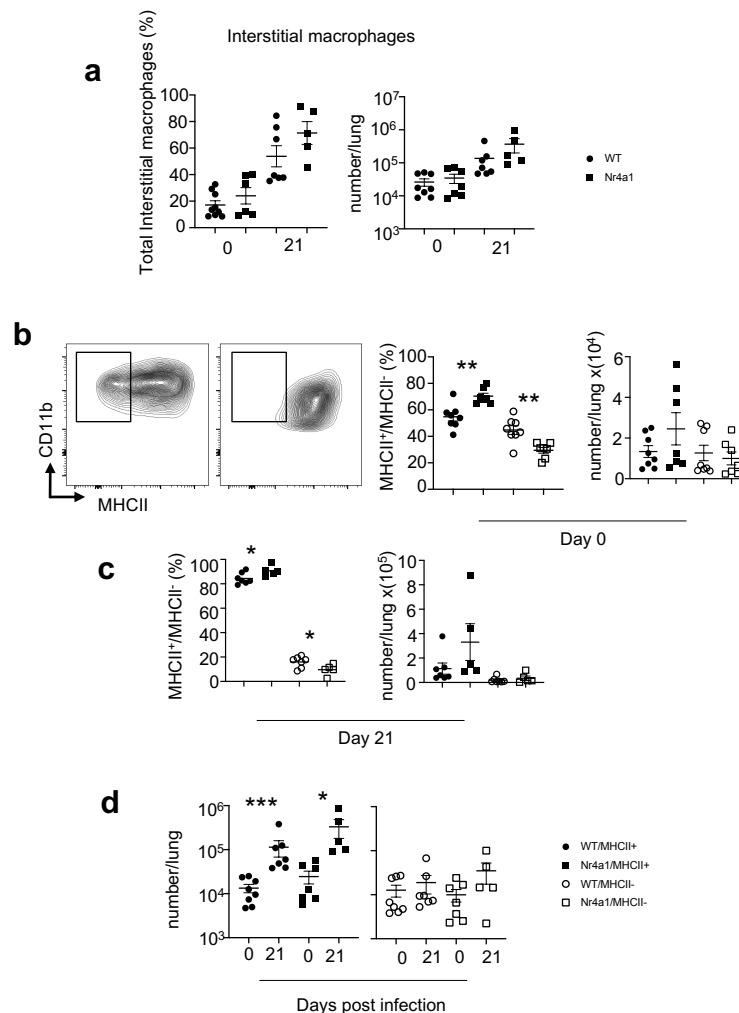 Interstitial macrophages
a
Total Interstitial macrophages (%)
100
80
60
40
20
0
0
21
number/lung
10⁷
10⁶
10⁵
10⁴
10³
0
21
WT
Nr4a1
b
CD11b
MHCII
MHCII⁺/MHCII⁻ (%)
100
80
60
40
20
0
**
**
number/lung x(10⁴)
6
4
2
0
Day 0
c
MHCII⁺/MHCII⁻ (%)
100
80
60
40
20
0
*
*
number/lung x(10⁵)
10
8
6
4
2
0
Day 21
d
number/lung
10⁶
10⁵
10⁴
10³
***
*
0
21
0
21
0
21
0
21
WT/MHCII+
Nr4a1/MHCII+
WT/MHCII-
Nr4a1/MHCII-
Days post infection